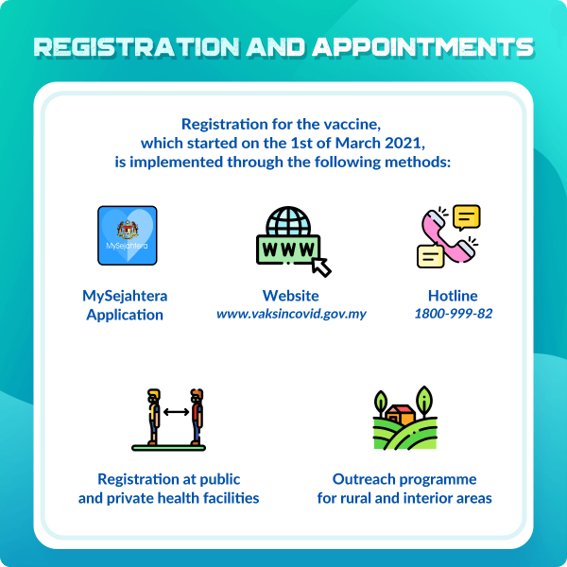 REGISTRATION AND APPOINTMENTS
Registration for the vaccine,
which started on the 1st of March 2021,
is implemented through the following methods:
MySejahtera
WWW
MySejahtera
Application
Website
www.vaksincovid.gov.my
Hotline
1800-999-82
Registration at public
and private health facilities
Outreach programme
for rural and interior areas